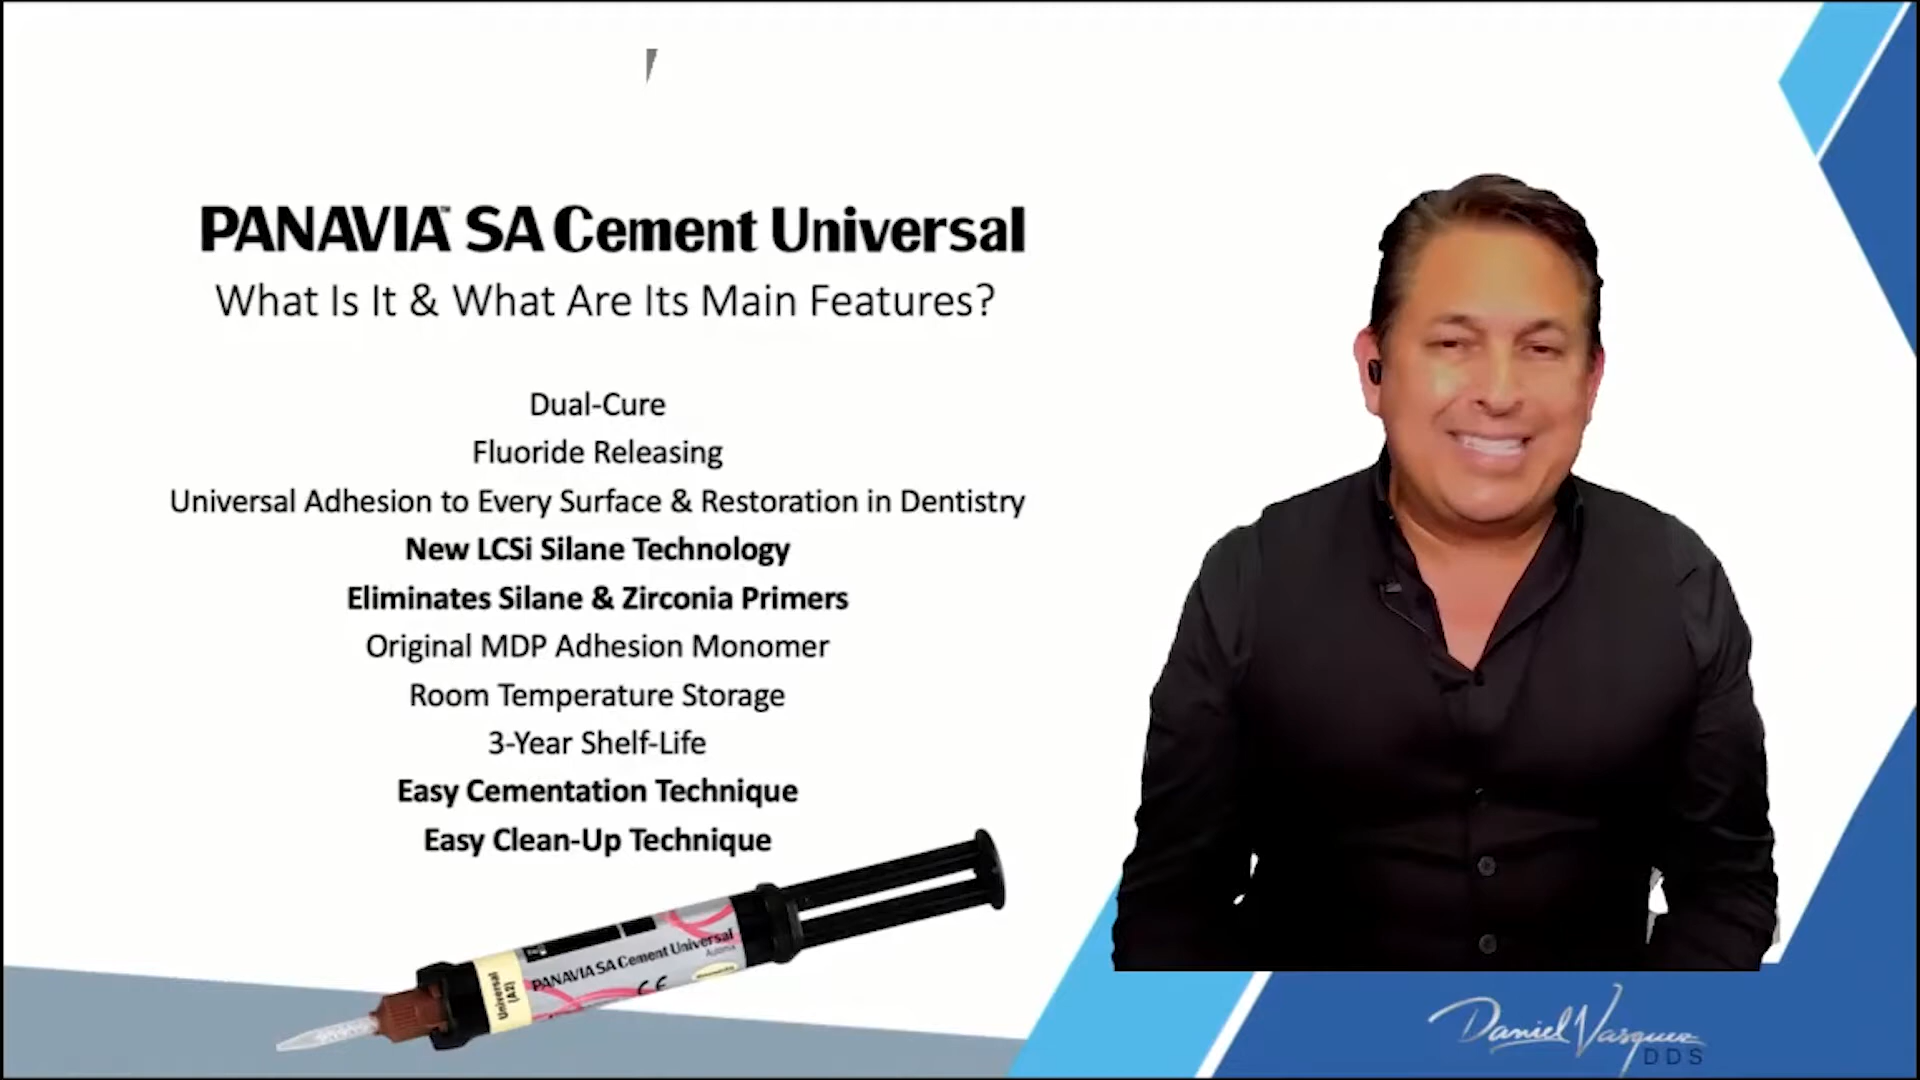 PANAVIA™ SA Cement Universal
What Is It & What Are Its Main Features?
Dual-Cure
Fluoride Releasing
Universal Adhesion to Every Surface & Restoration in Dentistry
New LCSi Silane Technology
Eliminates Silane & Zirconia Primers
Original MDP Adhesion Monomer
Room Temperature Storage
3-Year Shelf-Life
Easy Cementation Technique
Easy Clean-Up Technique
Universal
(A2)
PANAVIA SA Cement Universal
Automix
CE
Daniel Vasquez
DDS